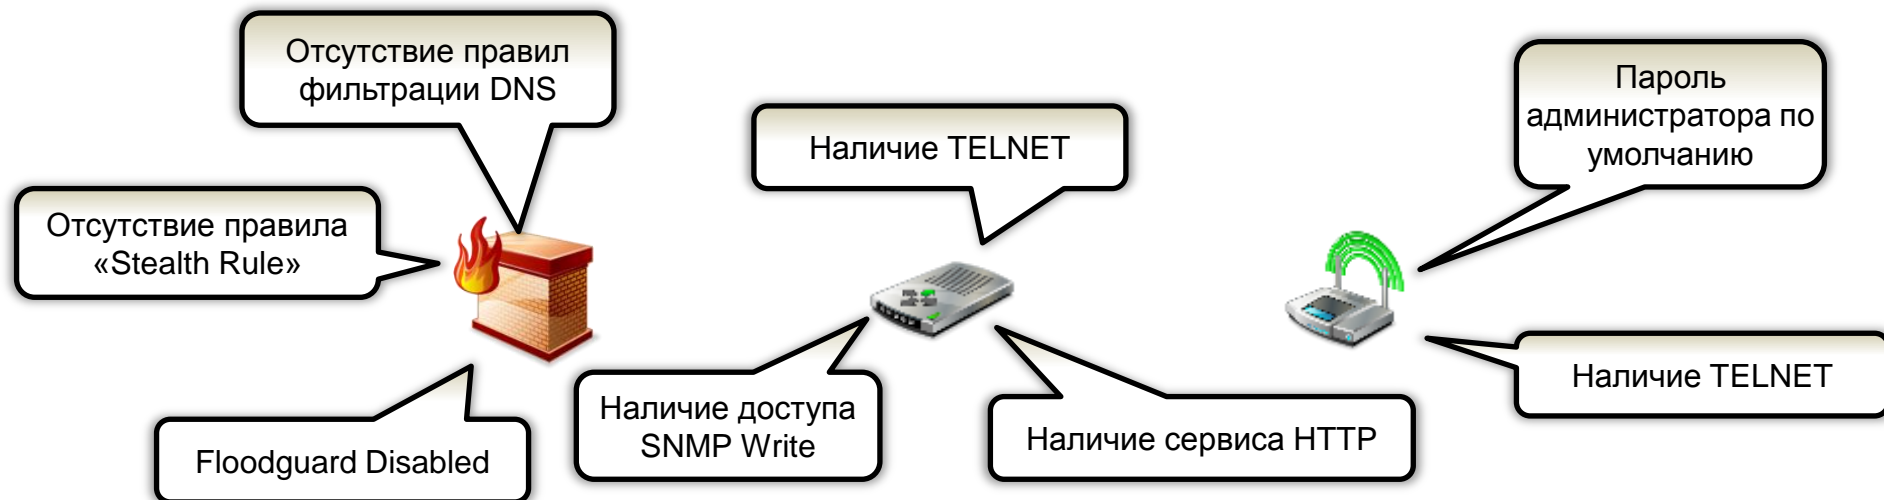 Отсутствие правил
фильтрации DNS
Отсутствие правила
«Stealth Rule»
Floodguard Disabled
Наличие TELNET
Наличие доступа
SNMP Write
Наличие сервиса HTTP
Пароль
администратора по
умолчанию
Наличие TELNET